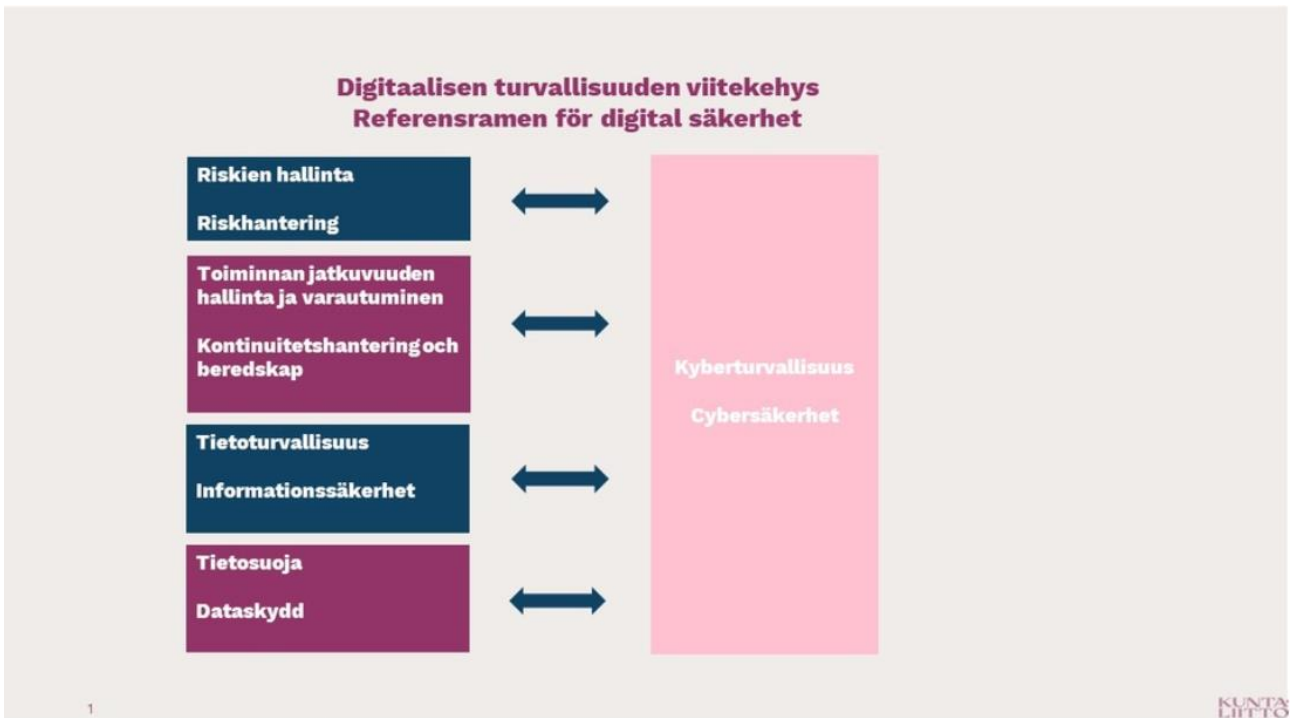 Digitaalisen turvallisuuden viitekehys
Referensramen för digital säkerhet
Riskien hallinta
Riskhantering
Toiminnan jatkuvuuden
hallinta ja varautuminen
Kontinuitetshantering och
beredskap
Tietoturvallisuus
Informationssäkerhet
Tietosuoja
Dataskydd
Kyberturvallisuus
Cybersäkerhet
1
KUNTA-
LIITTO